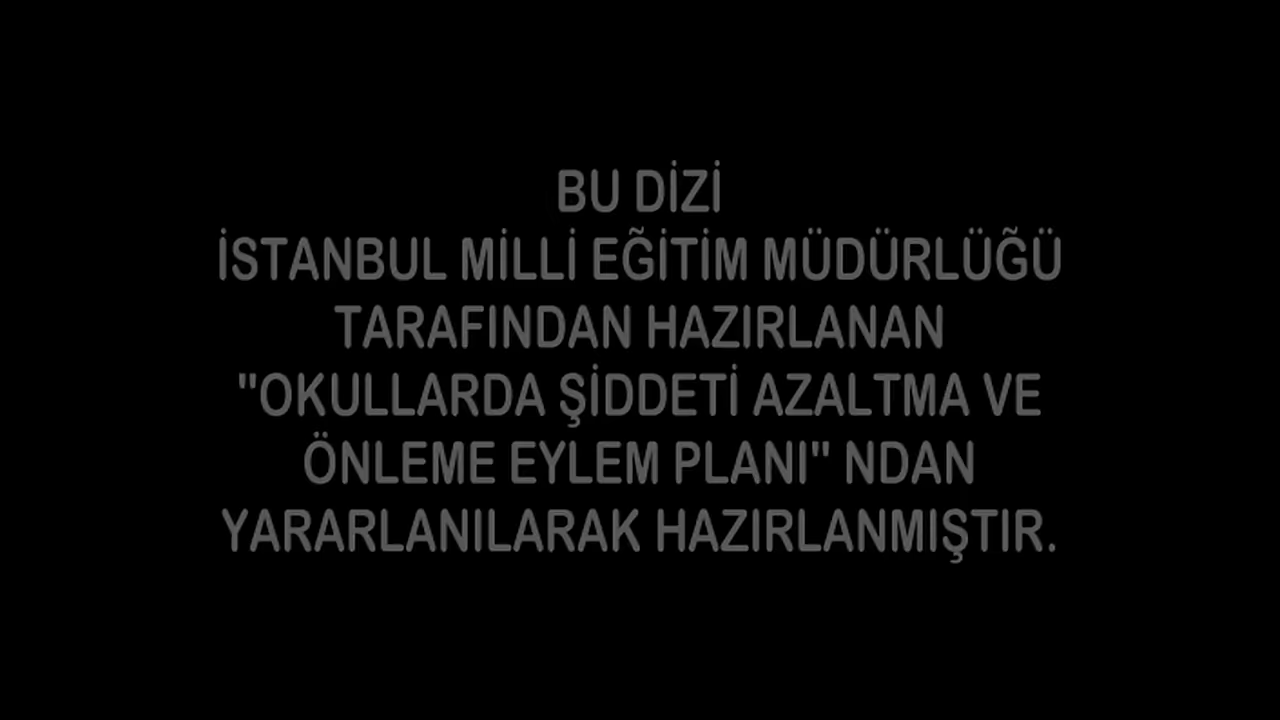 BU DİZİ
İSTANBUL MİLLİ EĞİTİM MÜDÜRLÜĞÜ
TARAFINDAN HAZIRLANAN
"OKULLARDA ŞİDDETİ AZALTMA VE
ÖNLEME EYLEM PLANI" NDAN
YARARLANILARAK HAZIRLANMIŞTIR.